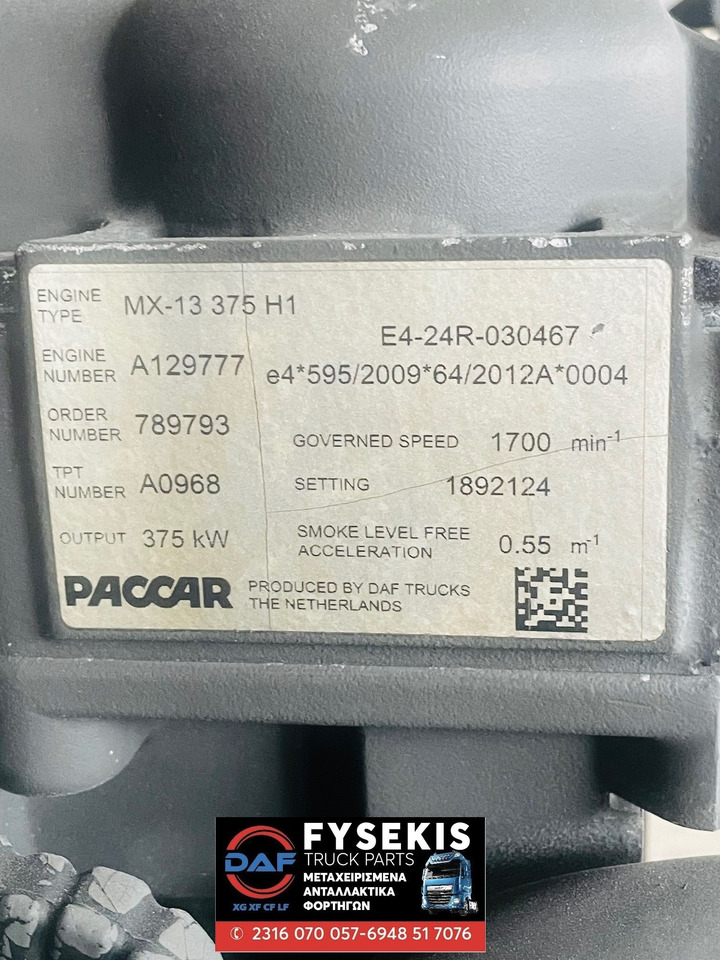 ENGINE TYPE MX-13 375 H1
E4-24R-030467
ENGINE NUMBER A129777
e4*595/2009*64/2012A*0004
ORDER NUMBER 789793
GOVERNED SPEED 1700 min-1
TPT NUMBER A0968
SETTING 1892124
OUTPUT 375 kW
SMOKE LEVEL FREE ACCELERATION 0.55 m-1
PACCAR
PRODUCED BY DAF TRUCKS
THE NETHERLANDS
DAF
XG XF CF LF
FYSEKIS
TRUCK PARTS
ΜΕΤΑΧΕΙΡΙΣΜΕΝΑ
ΑΝΤΑΛΛΑΚΤΙΚΑ
ΦΟΡΤΗΓΩΝ
2316 070 057-6948 51 7076